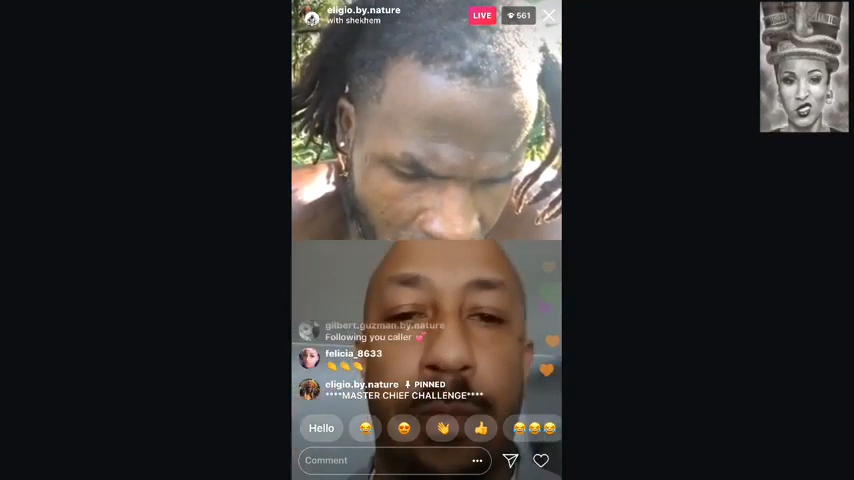 eligio.by.nature
with shekhem
LIVE
561
gilbert.guzman.by.nature
Following you caller 💕
felicia_8633
👏👏👏
eligio.by.nature PINNED
****MASTER CHIEF CHALLENGE****
Hello 😂 😍 👋 👍 😂😂😂
Comment